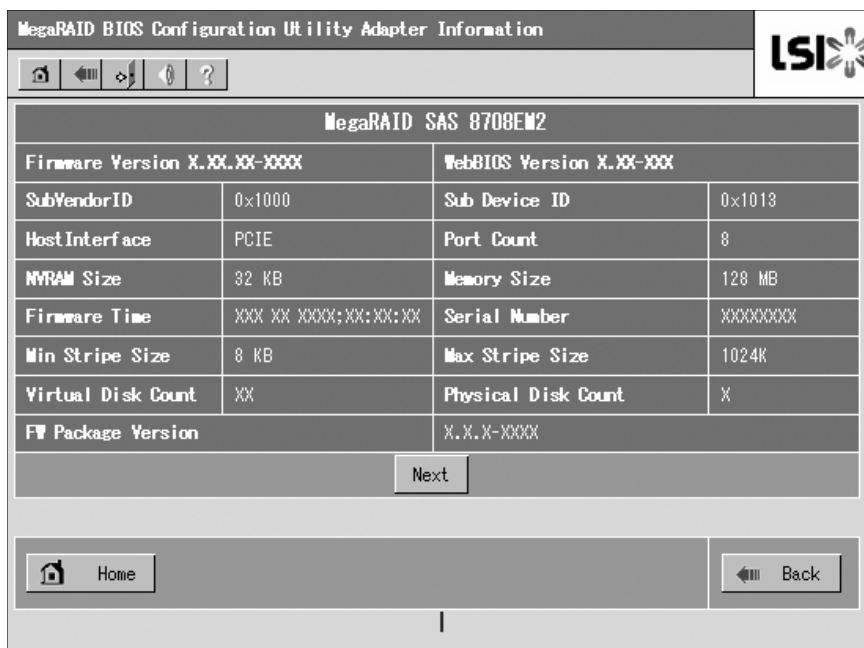 MegaRAID BIOS Configuration Utility Adapter Information
LSI
?
MegaRAID SAS 8708EM2
Firmware Version X.XX.XX-XXXX WebBIOS Version X.XX-XXX
SubVendorID 0x1000 Sub Device ID 0x1013
HostInterface PCIE Port Count 8
NVRAM Size 32 KB Memory Size 128 MB
Firmware Time XXX XX XXXX;XX:XX:XX Serial Number XXXXXXXX
Min Stripe Size 8 KB Max Stripe Size 1024K
Virtual Disk Count XX Physical Disk Count X
FW Package Version X.X.X-XXXX
Next
Home Back